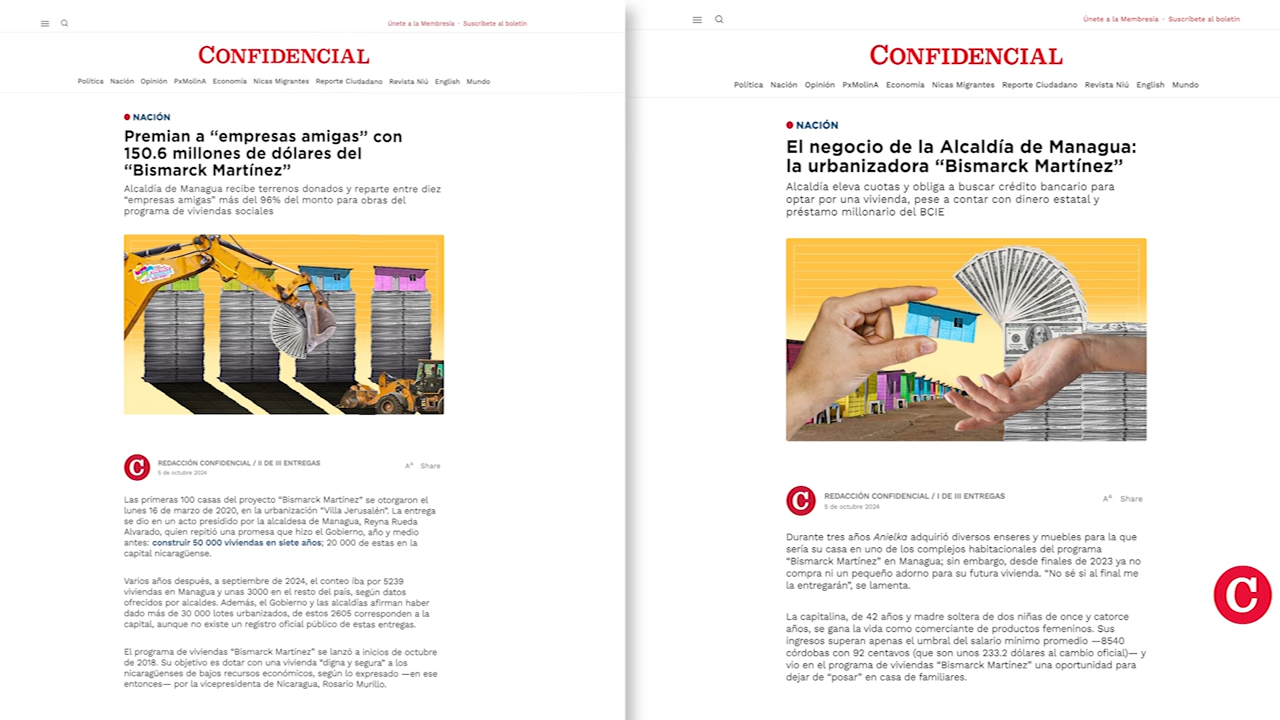 Únete a la Membresía · Suscríbete al boletín
CONFIDENCIAL
Política Nación Opinión PxMolinA Economía Nicas Migrantes Reporte Ciudadano Revista Niú English Mundo
NACIÓN
Premian a “empresas amigas” con
150.6 millones de dólares del
“Bismarck Martínez”
Alcaldía de Managua recibe terrenos donados y reparte entre diez
“empresas amigas” más del 96% del monto para obras del
programa de viviendas sociales
C
REDACCIÓN CONFIDENCIAL / II DE III ENTREGAS
5 de octubre 2024
Aᴬ Share
Las primeras 100 casas del proyecto “Bismarck Martínez” se otorgaron el
lunes 16 de marzo de 2020, en la urbanización “Villa Jerusalén”. La entrega
se dio en un acto presidido por la alcaldesa de Managua, Reyna Rueda
Alvarado, quien repitió una promesa que hizo el Gobierno, año y medio
antes: construir 50 000 viviendas en siete años; 20 000 de estas en la
capital nicaragüense.
Varios años después, a septiembre de 2024, el conteo iba por 5239
viviendas en Managua y unas 3000 en el resto del país, según datos
ofrecidos por alcaldes. Además, el Gobierno y las alcaldías afirman haber
dado más de 30 000 lotes urbanizados, de estos 2605 corresponden a la
capital, aunque no existe un registro oficial público de estas entregas.
El programa de viviendas “Bismarck Martínez” se lanzó a inicios de octubre
de 2018. Su objetivo es dotar con una vivienda “digna y segura” a los
nicaragüenses de bajos recursos económicos, según lo expresado —en ese
entonces— por la vicepresidenta de Nicaragua, Rosario Murillo.
Únete a la Membresía · Suscríbete al boletín
CONFIDENCIAL
Política Nación Opinión PxMolinA Economía Nicas Migrantes Reporte Ciudadano Revista Niú English Mundo
NACIÓN
El negocio de la Alcaldía de Managua:
la urbanizadora “Bismarck Martínez”
Alcaldía eleva cuotas y obliga a buscar crédito bancario para
optar por una vivienda, pese a contar con dinero estatal y
préstamo millonario del BCIE
C
REDACCIÓN CONFIDENCIAL / I DE III ENTREGAS
5 de octubre 2024
Aᴬ Share
Durante tres años Anielka adquirió diversos enseres y muebles para la que
sería su casa en uno de los complejos habitacionales del programa
“Bismarck Martínez” en Managua; sin embargo, desde finales de 2023 ya no
compra ni un pequeño adorno para su futura vivienda. “No sé si al final me
la entregarán”, se lamenta.
La capitalina, de 42 años y madre soltera de dos niñas de once y catorce
años, se gana la vida como comerciante de productos femeninos. Sus
ingresos superan apenas el umbral del salario mínimo promedio —8540
córdobas con 92 centavos (que son unos 233.2 dólares al cambio oficial)— y
vio en el programa de viviendas “Bismarck Martínez” una oportunidad para
dejar de “posar” en casa de familiares.
C